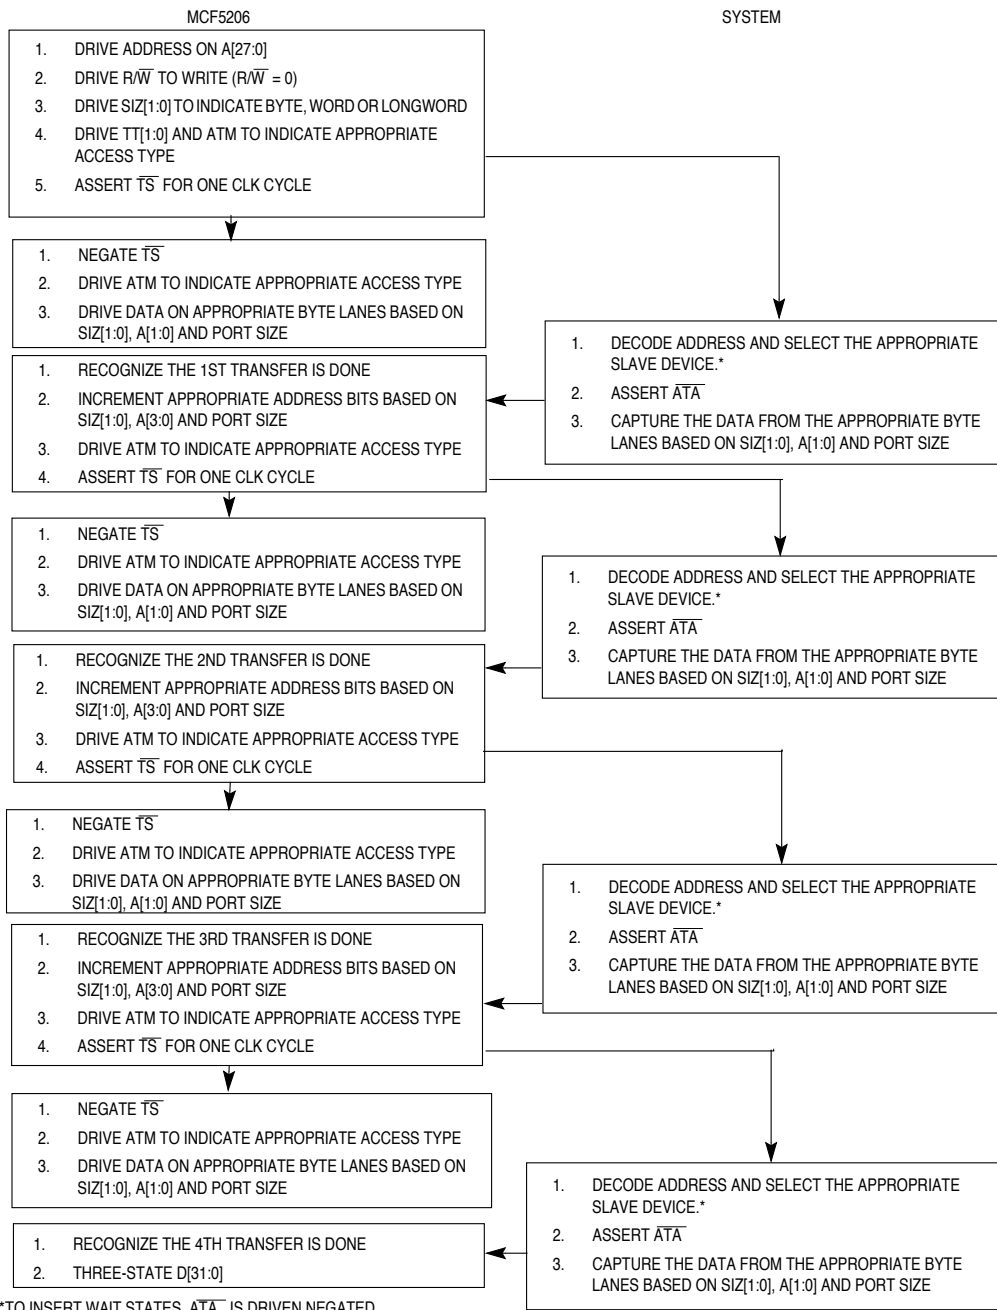 MCF5206
SYSTEM
1. DRIVE ADDRESS ON A[27:0]
2. DRIVE R/W̅ TO WRITE (R/W̅ = 0)
3. DRIVE SIZ[1:0] TO INDICATE BYTE, WORD OR LONGWORD
4. DRIVE TT[1:0] AND ATM TO INDICATE APPROPRIATE
ACCESS TYPE
5. ASSERT T̅S̅ FOR ONE CLK CYCLE
1. NEGATE T̅S̅
2. DRIVE ATM TO INDICATE APPROPRIATE ACCESS TYPE
3. DRIVE DATA ON APPROPRIATE BYTE LANES BASED ON
SIZ[1:0], A[1:0] AND PORT SIZE
1. DECODE ADDRESS AND SELECT THE APPROPRIATE
SLAVE DEVICE.*
2. ASSERT A̅T̅A̅
3. CAPTURE THE DATA FROM THE APPROPRIATE BYTE
LANES BASED ON SIZ[1:0], A[1:0] AND PORT SIZE
1. RECOGNIZE THE 1ST TRANSFER IS DONE
2. INCREMENT APPROPRIATE ADDRESS BITS BASED ON
SIZ[1:0], A[3:0] AND PORT SIZE
3. DRIVE ATM TO INDICATE APPROPRIATE ACCESS TYPE
4. ASSERT T̅S̅ FOR ONE CLK CYCLE
1. NEGATE T̅S̅
2. DRIVE ATM TO INDICATE APPROPRIATE ACCESS TYPE
3. DRIVE DATA ON APPROPRIATE BYTE LANES BASED ON
SIZ[1:0], A[1:0] AND PORT SIZE
1. DECODE ADDRESS AND SELECT THE APPROPRIATE
SLAVE DEVICE.*
2. ASSERT A̅T̅A̅
3. CAPTURE THE DATA FROM THE APPROPRIATE BYTE
LANES BASED ON SIZ[1:0], A[1:0] AND PORT SIZE
1. RECOGNIZE THE 2ND TRANSFER IS DONE
2. INCREMENT APPROPRIATE ADDRESS BITS BASED ON
SIZ[1:0], A[3:0] AND PORT SIZE
3. DRIVE ATM TO INDICATE APPROPRIATE ACCESS TYPE
4. ASSERT T̅S̅ FOR ONE CLK CYCLE
1. NEGATE T̅S̅
2. DRIVE ATM TO INDICATE APPROPRIATE ACCESS TYPE
3. DRIVE DATA ON APPROPRIATE BYTE LANES BASED ON
SIZ[1:0], A[1:0] AND PORT SIZE
1. DECODE ADDRESS AND SELECT THE APPROPRIATE
SLAVE DEVICE.*
2. ASSERT A̅T̅A̅
3. CAPTURE THE DATA FROM THE APPROPRIATE BYTE
LANES BASED ON SIZ[1:0], A[1:0] AND PORT SIZE
1. RECOGNIZE THE 3RD TRANSFER IS DONE
2. INCREMENT APPROPRIATE ADDRESS BITS BASED ON
SIZ[1:0], A[3:0] AND PORT SIZE
3. DRIVE ATM TO INDICATE APPROPRIATE ACCESS TYPE
4. ASSERT T̅S̅ FOR ONE CLK CYCLE
1. NEGATE T̅S̅
2. DRIVE ATM TO INDICATE APPROPRIATE ACCESS TYPE
3. DRIVE DATA ON APPROPRIATE BYTE LANES BASED ON
SIZ[1:0], A[1:0] AND PORT SIZE
1. DECODE ADDRESS AND SELECT THE APPROPRIATE
SLAVE DEVICE.*
2. ASSERT A̅T̅A̅
3. CAPTURE THE DATA FROM THE APPROPRIATE BYTE
LANES BASED ON SIZ[1:0], A[1:0] AND PORT SIZE
1. RECOGNIZE THE 4TH TRANSFER IS DONE
2. THREE-STATE D[31:0]
*TO INSERT WAIT STATES, A̅T̅A̅ IS DRIVEN NEGATED